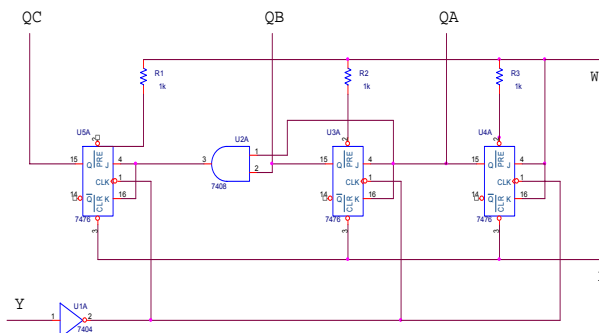 QC QB QA
W
R1
1k
R2
1k
R3
1k
U5A
U2A
U3A
U4A
2 2 2
PRE PRE PRE
15 Q J 4 3 1 15 Q J 4 15 Q J 4
2
CLK 1 CLK 1 CLK 1
7408
14 Q K 16 14 Q K 16 14 Q K 16
CLR CLR CLR
7476 7476 7476
3 3 3
Y
U1A
1 2
7404